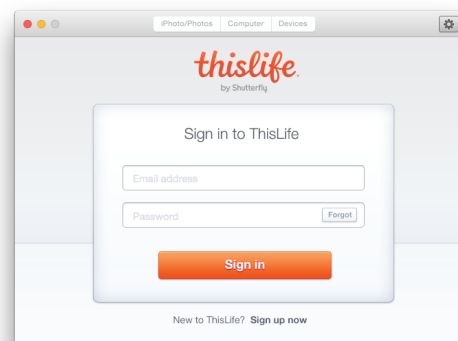 iPhoto/Photos Computer Devices
thislife.
by Shutterfly
Sign in to ThisLife
Email address
Password Forgot
Sign in
New to ThisLife? Sign up now